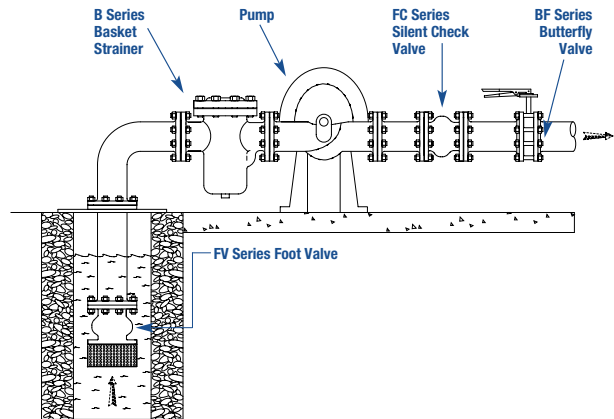 B Series
Basket
Strainer
Pump
FC Series
Silent Check
Valve
BF Series
Butterfly
Valve
FV Series Foot Valve